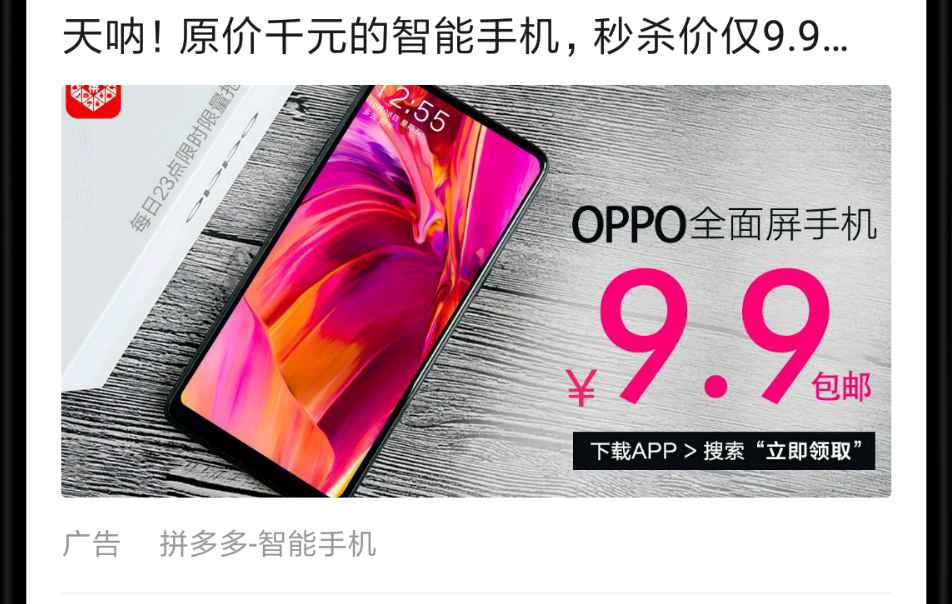 天呐！原价千元的智能手机，秒杀价仅9.9...
拼
每日23点限时限量抢
oppo
12:55
OPPO全面屏手机
¥9.9包邮
下载APP > 搜索“立即领取”
广告 拼多多-智能手机